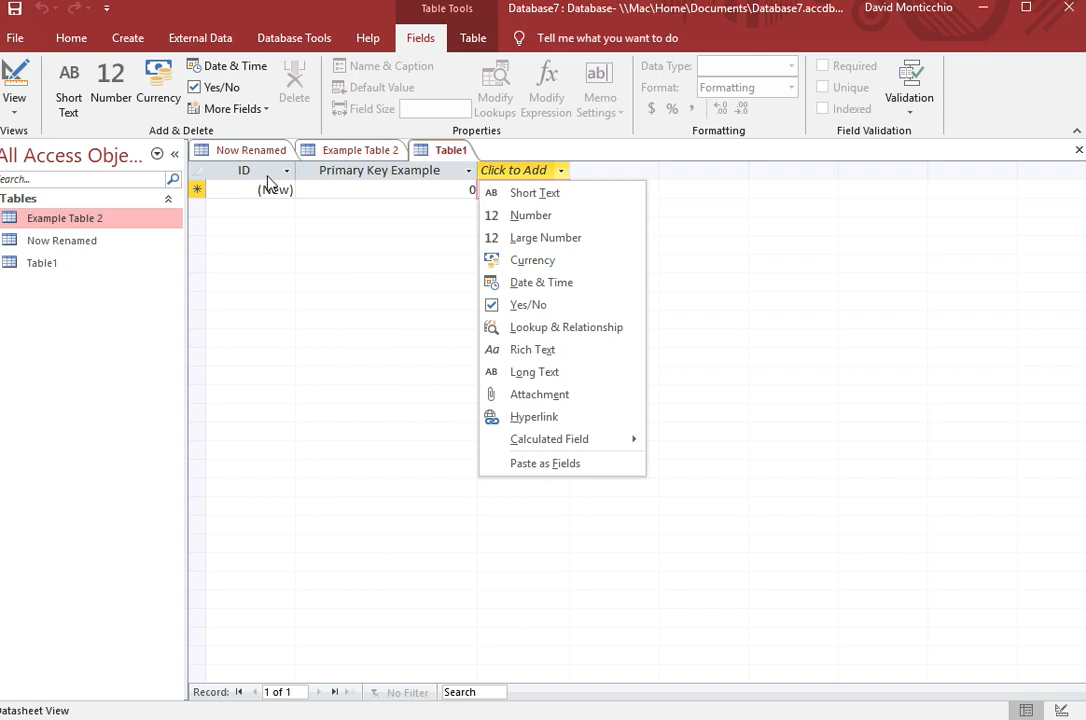 Table Tools Database7 : Database- \\Mac\Home\Documents\Database7.accdb... David Monticchio
File Home Create External Data Database Tools Help Fields Table Tell me what you want to do
View
Views
AB
Short
Text
12
Number
Currency
Date & Time
Yes/No
More Fields
Delete
Add & Delete
Name & Caption
Default Value
Field Size
Modify
Lookups
fx
Modify
Expression
ab
Memo
Settings
Properties
Data Type:
Format: Formatting
$ % , .00
Formatting
Required
Unique
Indexed
Validation
Field Validation
All Access Obje...
earch...
Tables
Example Table 2
Now Renamed
Table1
Now Renamed Example Table 2 Table1
ID Primary Key Example Click to Add
(New) 0
AB Short Text
12 Number
12 Large Number
Currency
Date & Time
Yes/No
Lookup & Relationship
Aa Rich Text
AB Long Text
Attachment
Hyperlink
Calculated Field
Paste as Fields
Record: 1 of 1 No Filter Search
Datasheet View